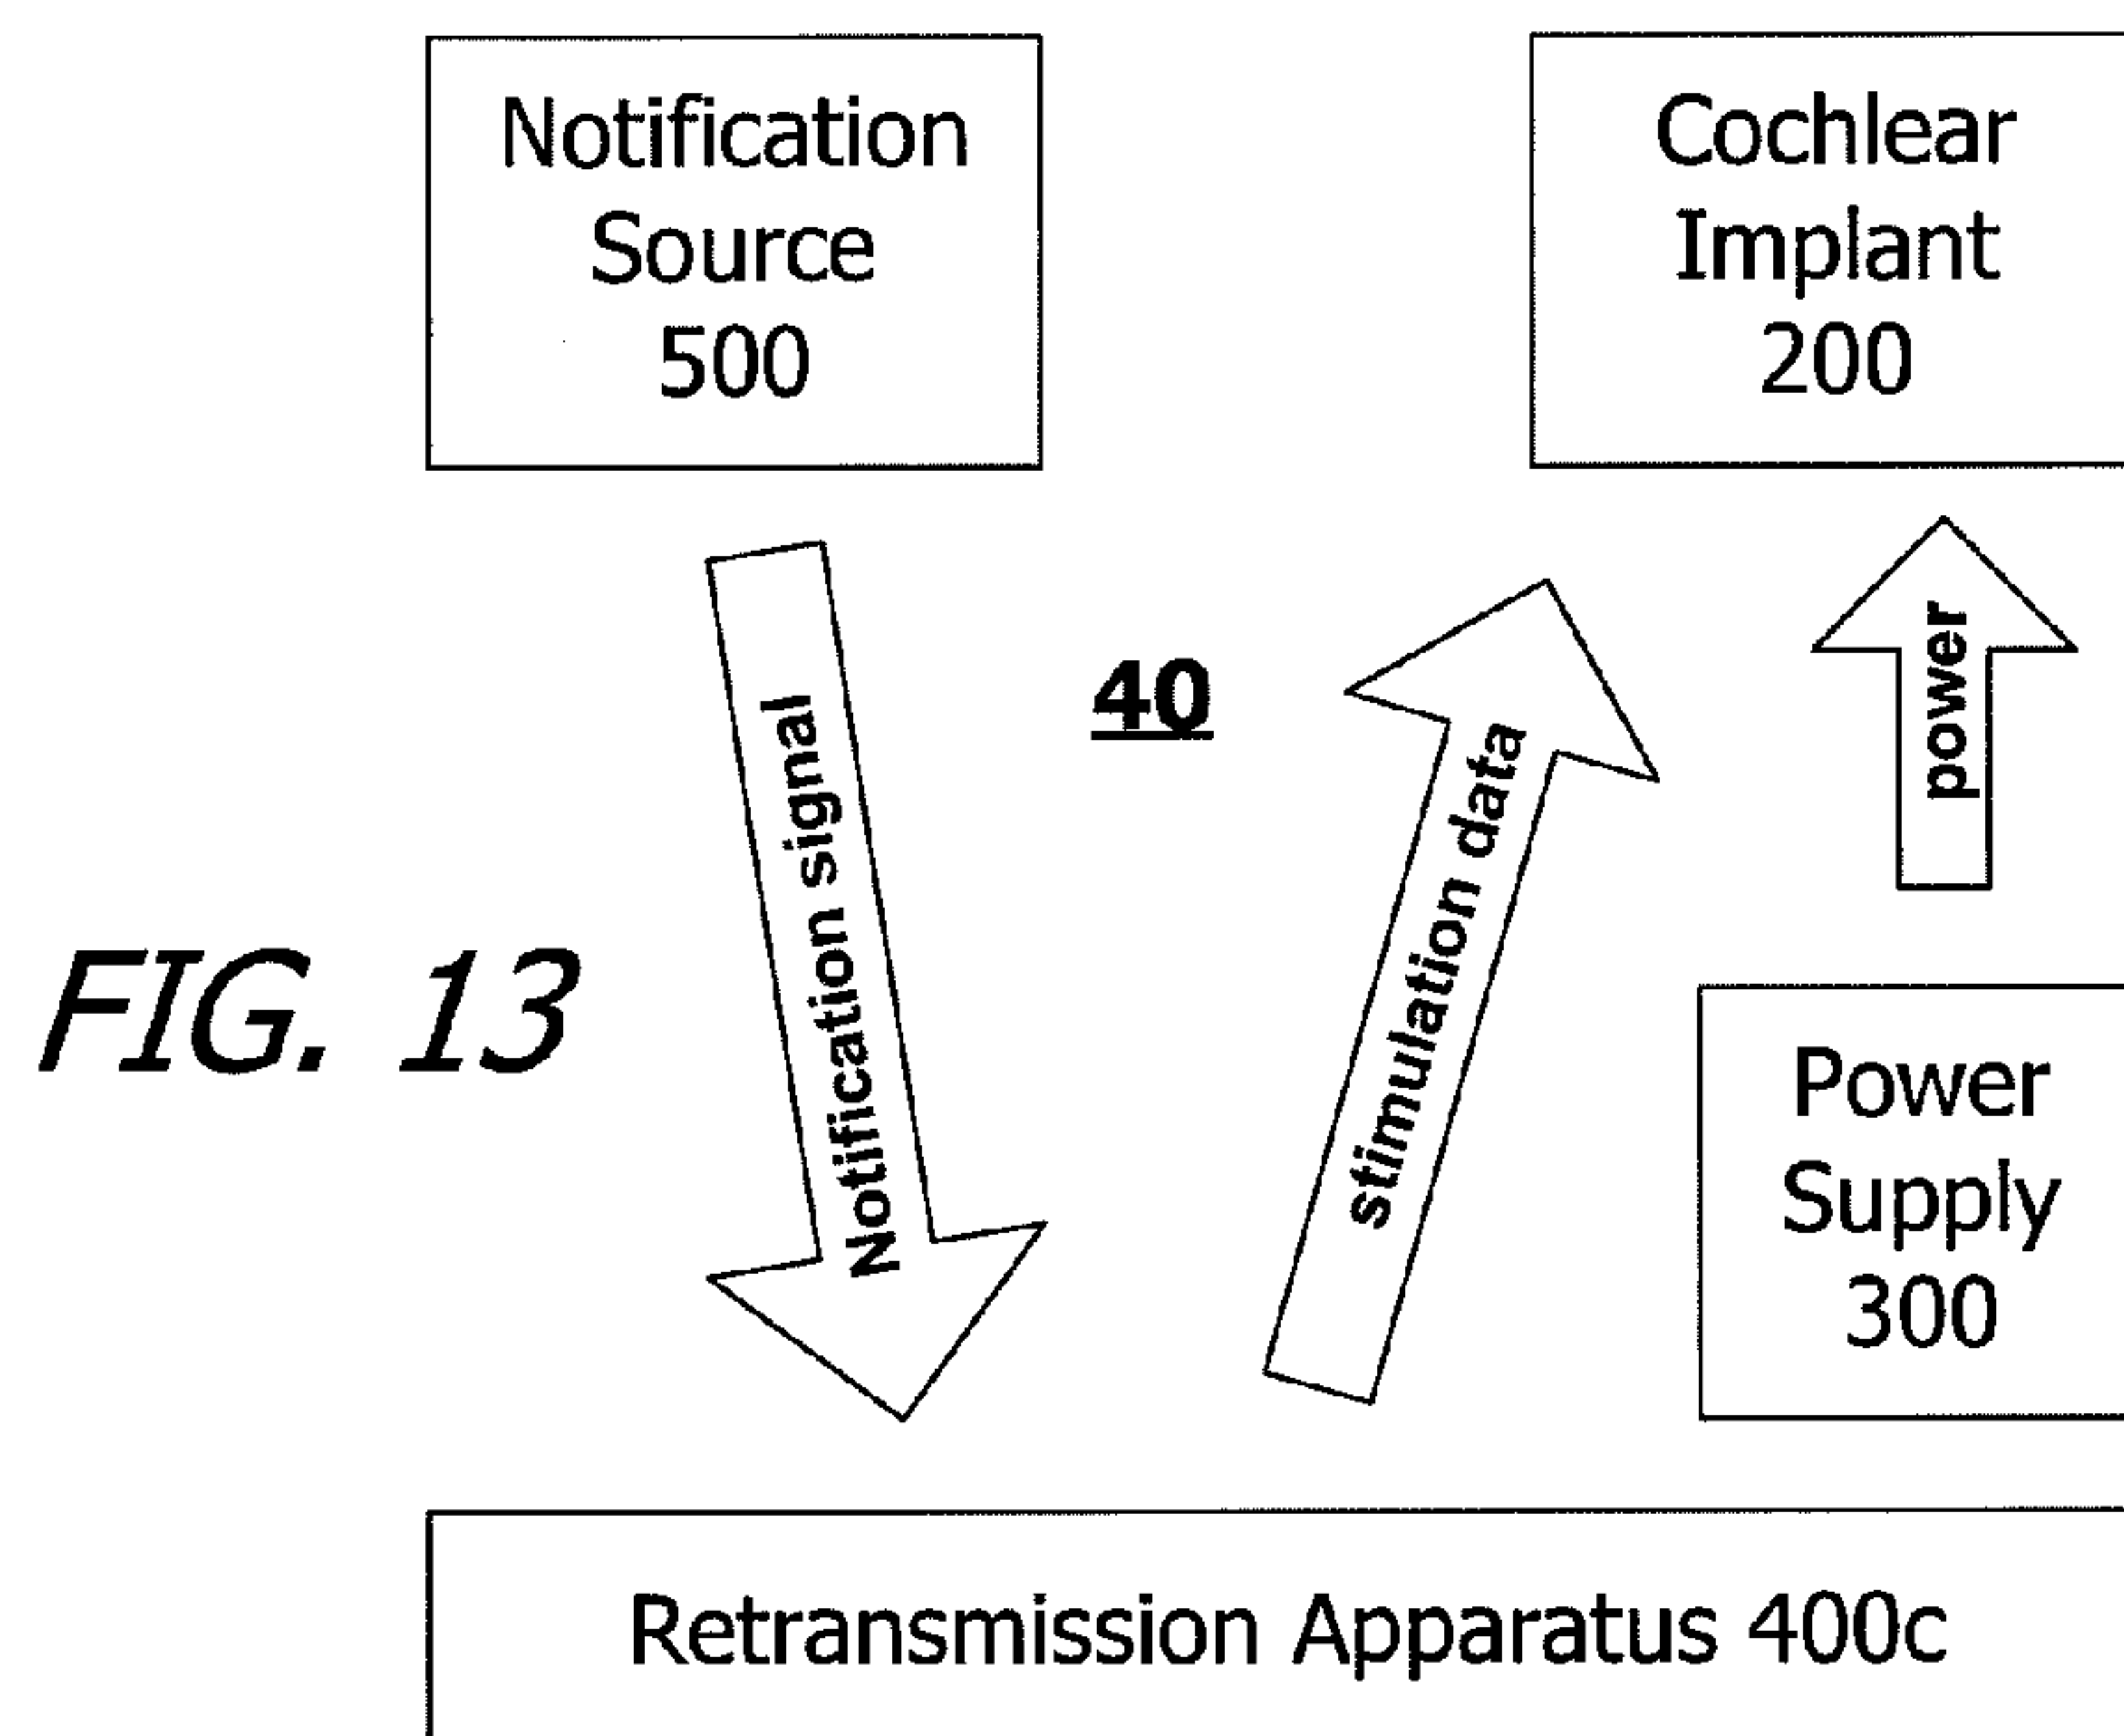 Notification
Source
500
Cochlear
Implant
200
Notification signal
40
stimulation data
power
FIG. 13
Power
Supply
300
Retransmission Apparatus 400c